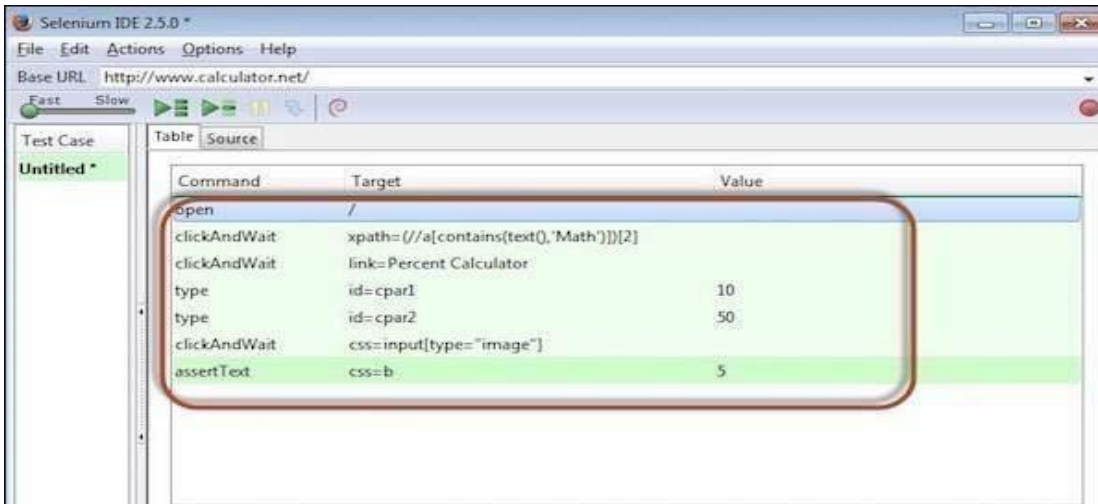 Selenium IDE 2.5.0 *
File Edit Actions Options Help
Base URL http://www.calculator.net/
Fast Slow
Test Case
Table Source
Untitled *
Command Target Value
open /
clickAndWait xpath=(//a[contains(text(),'Math')])[2]
clickAndWait link=Percent Calculator
type id=cpar1 10
type id=cpar2 50
clickAndWait css=input[type="image"]
assertText css=b 5